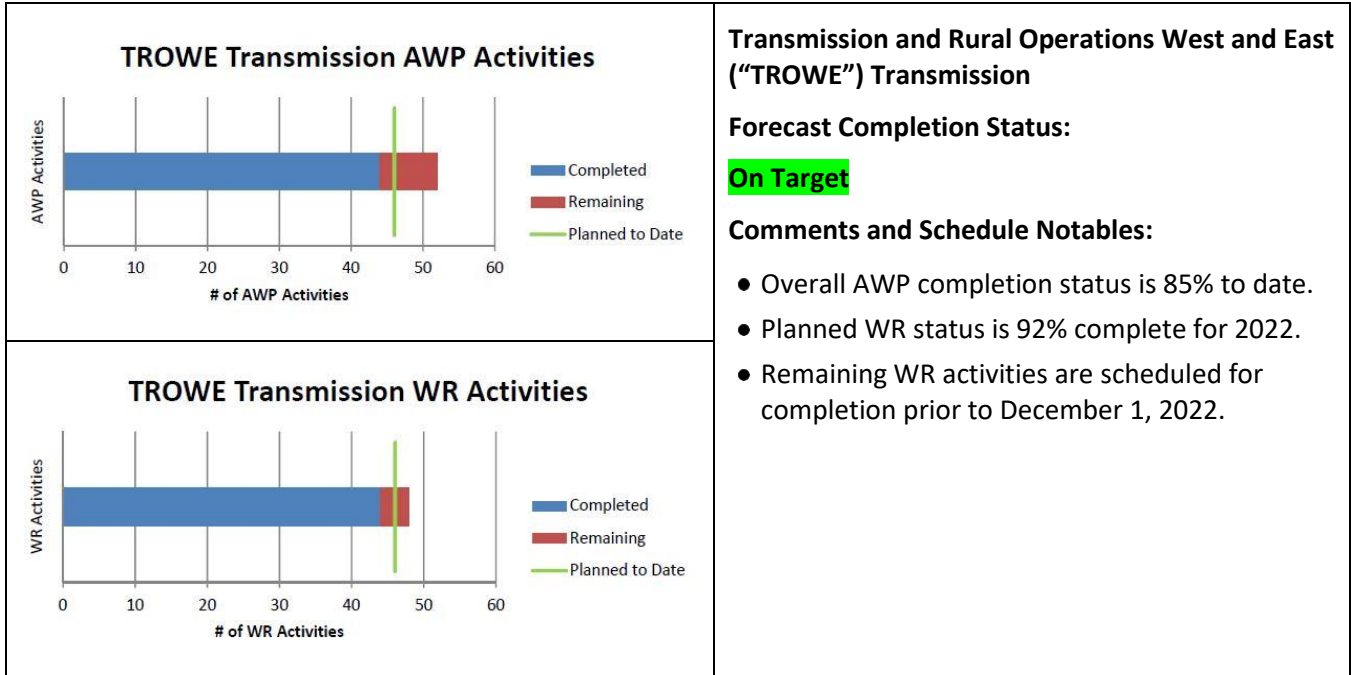 TROWE Transmission AWP Activities
AWP Activities
Completed
Remaining
Planned to Date
0 10 20 30 40 50 60
# of AWP Activities
TROWE Transmission WR Activities
WR Activities
Completed
Remaining
Planned to Date
0 10 20 30 40 50 60
# of WR Activities
Transmission and Rural Operations West and East
(“TROWE”) Transmission
Forecast Completion Status:
On Target
Comments and Schedule Notables:
● Overall AWP completion status is 85% to date.
● Planned WR status is 92% complete for 2022.
● Remaining WR activities are scheduled for
completion prior to December 1, 2022.